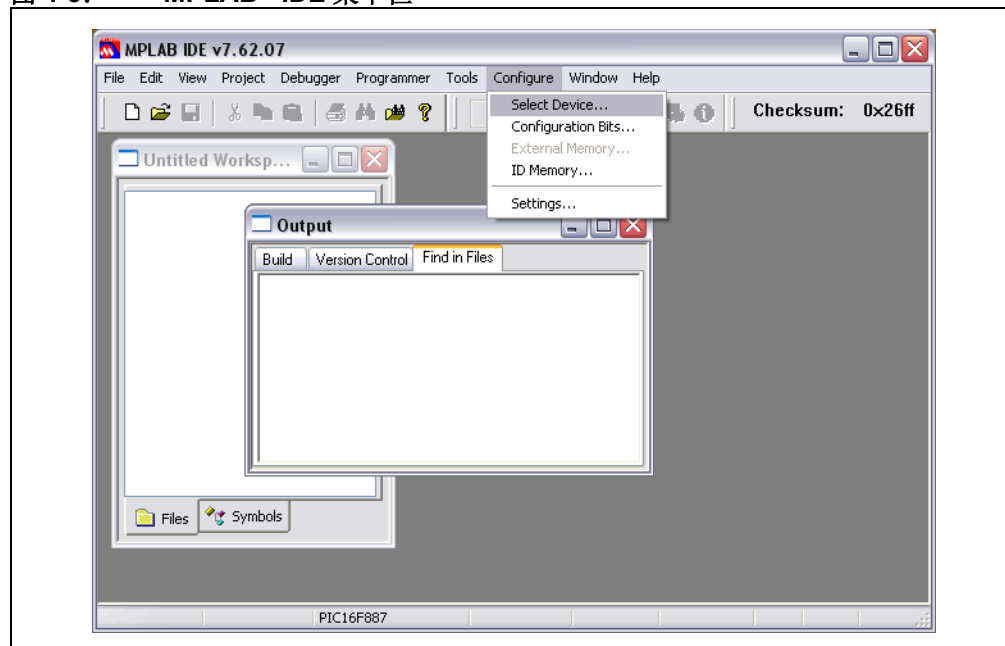 MPLAB IDE v7.62.07
File Edit View Project Debugger Programmer Tools Configure Window Help
Checksum: 0x26ff
Select Device...
Configuration Bits...
External Memory...
ID Memory...
Settings...
Untitled Worksp...
Output
Build Version Control Find in Files
Files Symbols
PIC16F887